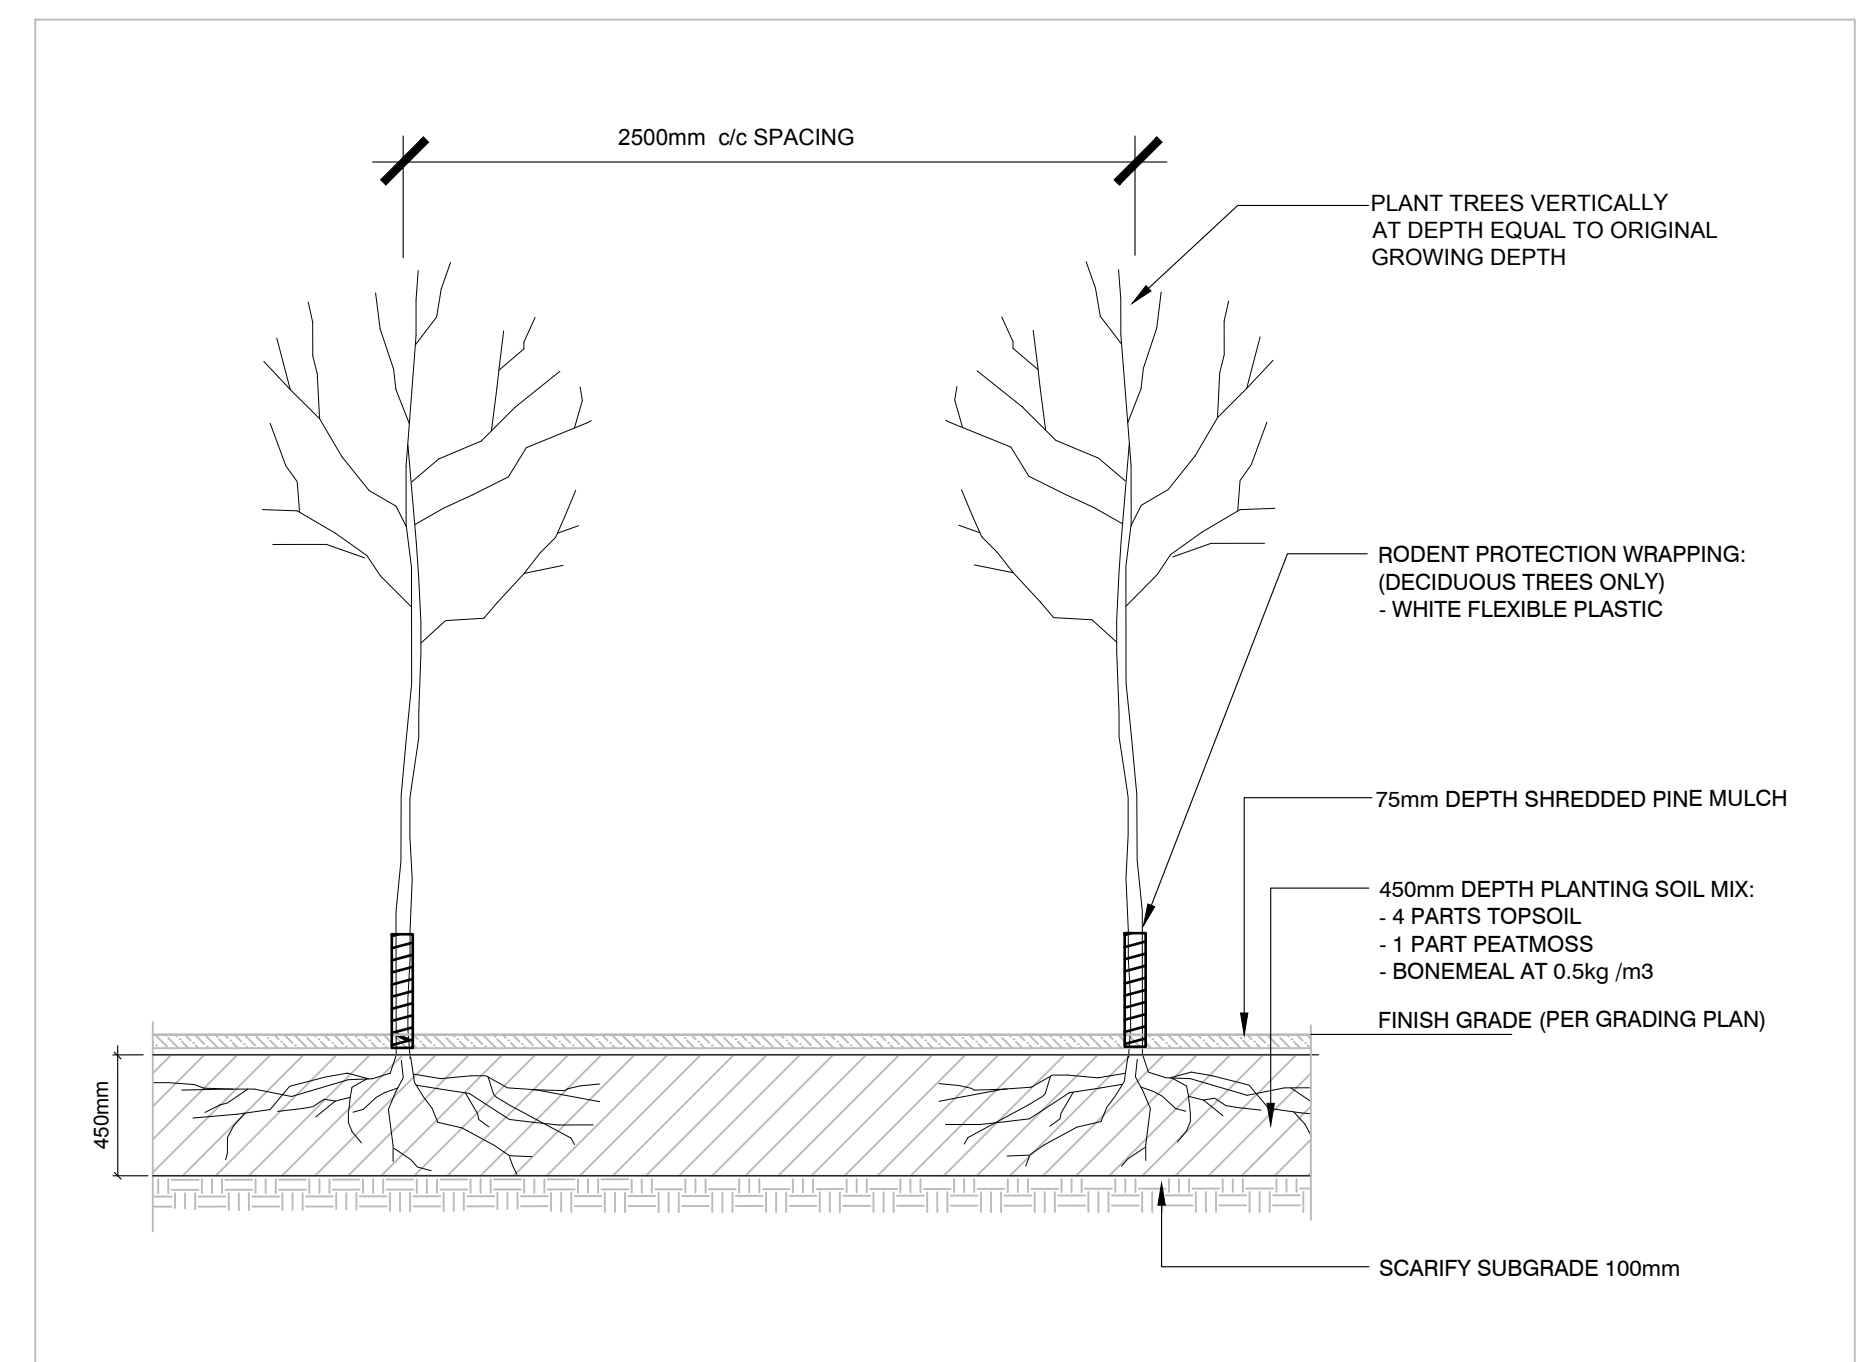 2500mm c/c SPACING
PLANT TREES VERTICALLY
AT DEPTH EQUAL TO ORIGINAL
GROWING DEPTH
RODENT PROTECTION WRAPPING:
(DECIDUOUS TREES ONLY)
- WHITE FLEXIBLE PLASTIC
75mm DEPTH SHREDDED PINE MULCH
450mm DEPTH PLANTING SOIL MIX:
- 4 PARTS TOPSOIL
- 1 PART PEATMOSS
- BONEMEAL AT 0.5kg /m3
FINISH GRADE (PER GRADING PLAN)
450mm
SCARIFY SUBGRADE 100mm